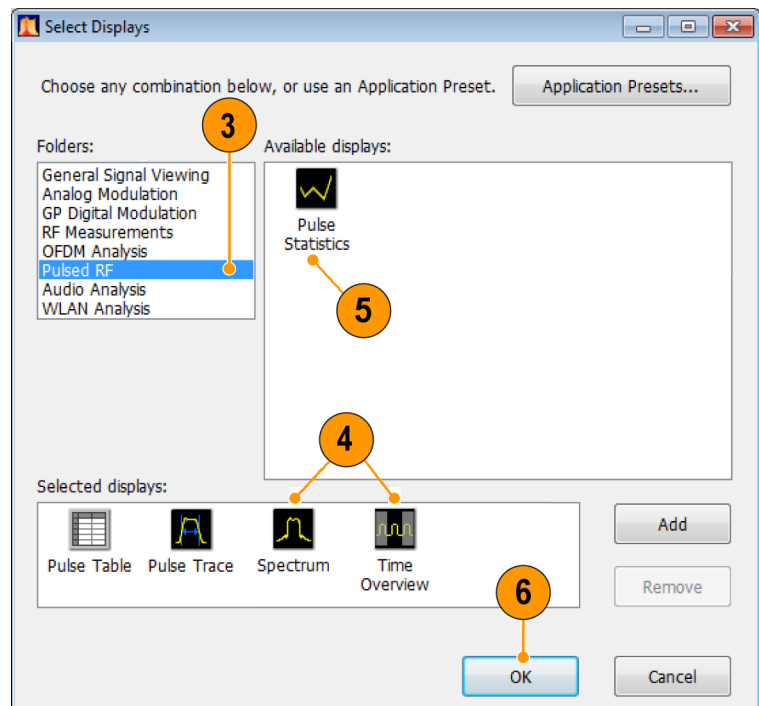 Select Displays
Choose any combination below, or use an Application Preset.
Application Presets...
3
Folders:
Available displays:
General Signal Viewing
Analog Modulation
GP Digital Modulation
RF Measurements
OFDM Analysis
Pulsed RF
Audio Analysis
WLAN Analysis
Pulse
Statistics
5
4
Selected displays:
Pulse Table
Pulse Trace
Spectrum
Time
Overview
Add
Remove
6
OK
Cancel